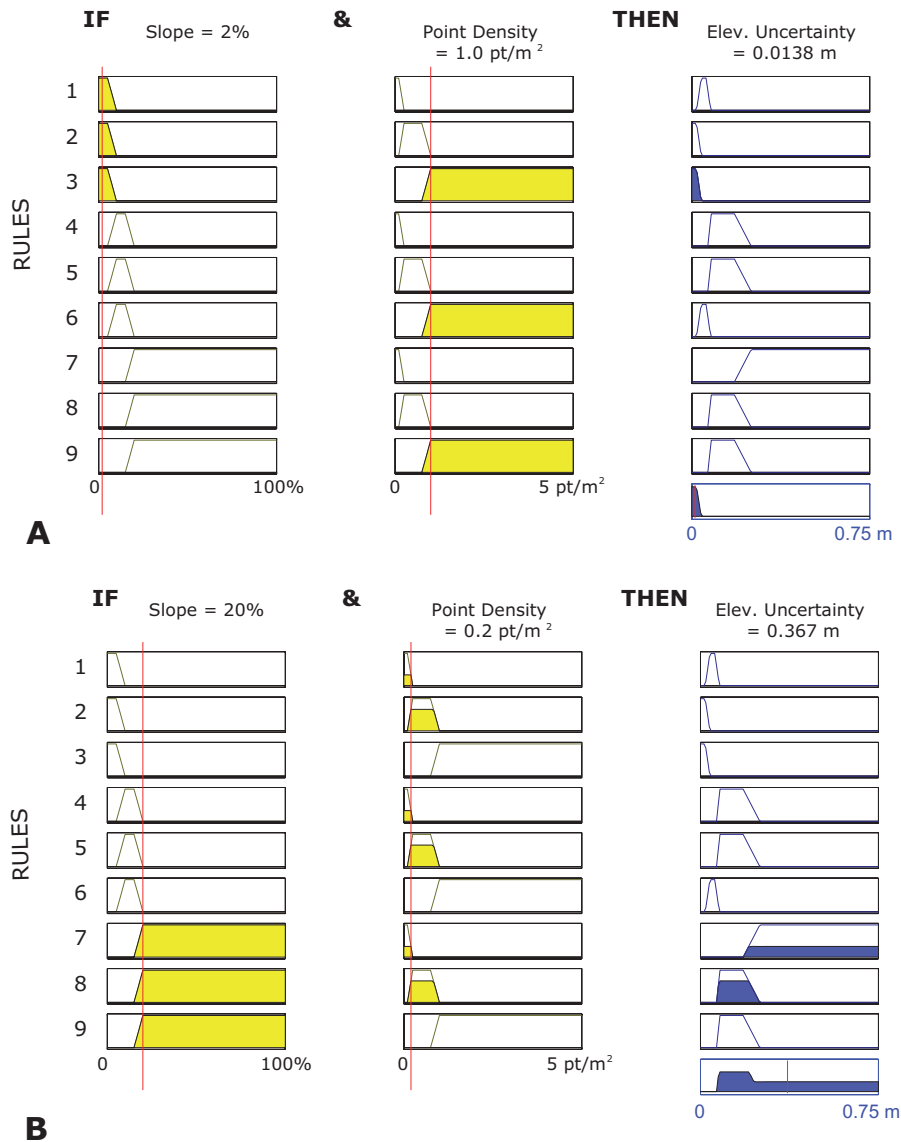 IF & THEN
Slope = 2% Point Density Elev. Uncertainty
= 1.0 pt/m² = 0.0138 m
RULES
1
2
3
4
5
6
7
8
9
0 100% 0 5 pt/m²
0 0.75 m
A
IF & THEN
Slope = 20% Point Density Elev. Uncertainty
= 0.2 pt/m² = 0.367 m
RULES
1
2
3
4
5
6
7
8
9
0 100% 0 5 pt/m²
0 0.75 m
B